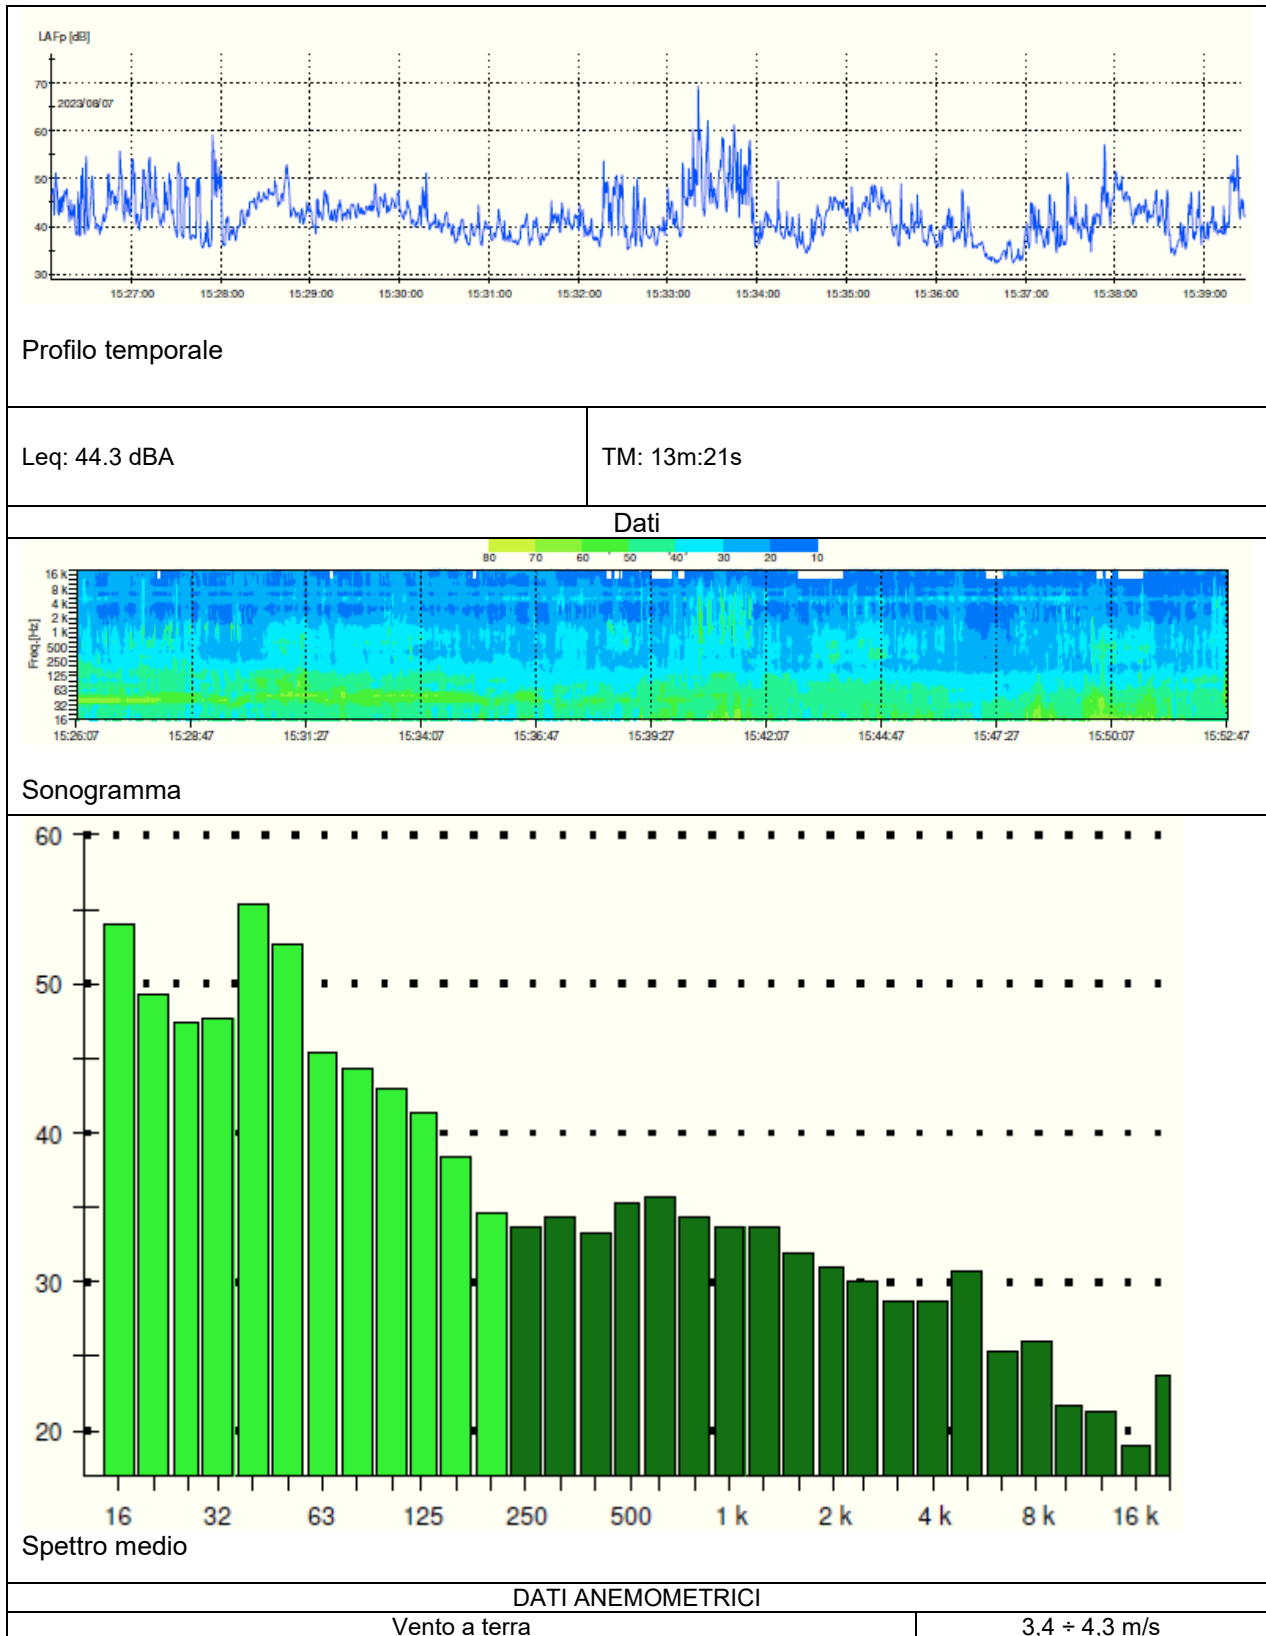 LAFp [dB]
70
2023/08/07
60
50
40
30
15:27:00 15:28:00 15:29:00 15:30:00 15:31:00 15:32:00 15:33:00 15:34:00 15:35:00 15:36:00 15:37:00 15:38:00 15:39:00
Profilo temporale
Leq: 44.3 dBA TM: 13m:21s
Dati
80 70 60 50 40 30 20 10
Freq.[Hz]
16 k
8 k
4 k
2 k
1 k
500
250
125
63
32
16
15:26:07 15:28:47 15:31:27 15:34:07 15:36:47 15:39:27 15:42:07 15:44:47 15:47:27 15:50:07 15:52:47
Sonogramma
60
50
40
30
20
16 32 63 125 250 500 1 k 2 k 4 k 8 k 16 k
Spettro medio
DATI ANEMOMETRICI
Vento a terra 3,4 ÷ 4,3 m/s